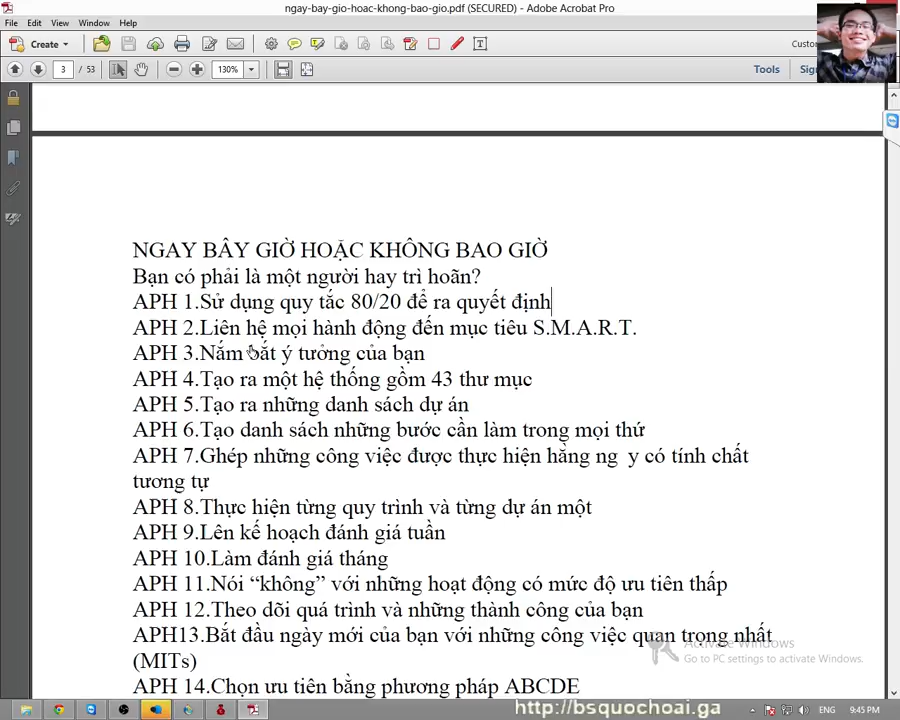 ngay-bay-gio-hoac-khong-bao-gio.pdf (SECURED) - Adobe Acrobat Pro
File Edit View Window Help
Create
3 / 53 130% Tools
NGAY BÂY GIỜ HOẶC KHÔNG BAO GIỜ
Bạn có phải là một người hay trì hoãn?
APH 1.Sử dụng quy tắc 80/20 để ra quyết định
APH 2.Liên hệ mọi hành động đến mục tiêu S.M.A.R.T.
APH 3.Nắm bắt ý tưởng của bạn
APH 4.Tạo ra một hệ thống gồm 43 thư mục
APH 5.Tạo ra những danh sách dự án
APH 6.Tạo danh sách những bước cần làm trong mọi thứ
APH 7.Ghép những công việc được thực hiện hằng ng y có tính chất
tương tự
APH 8.Thực hiện từng quy trình và từng dự án một
APH 9.Lên kế hoạch đánh giá tuần
APH 10.Làm đánh giá tháng
APH 11.Nói “không” với những hoạt động có mức độ ưu tiên thấp
APH 12.Theo dõi quá trình và những thành công của bạn
APH13.Bắt đầu ngày mới của bạn với những công việc quan trọng nhất
(MITs)
Activate Windows
Go to PC settings to activate Windows.
APH 14.Chọn ưu tiên bằng phương pháp ABCDE
http://bsquochoai.ga
ENG 9:45 PM